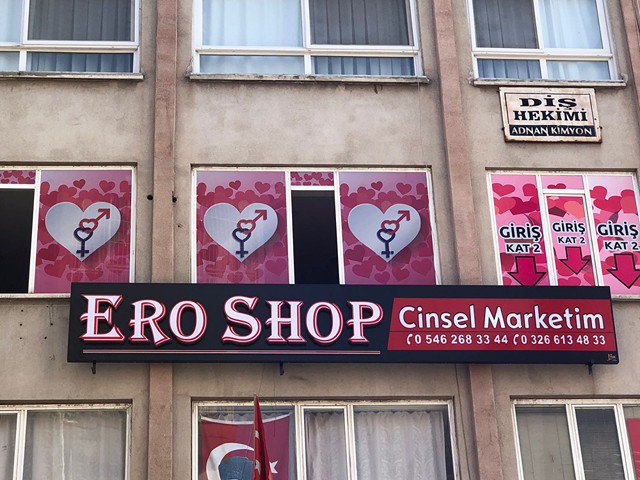 DİŞ
HEKİMİ
ADNAN KİMYON
GİRİŞ
KAT 2
GİRİŞ
KAT 2
GİRİŞ
KAT 2
ERO SHOP
Cinsel Marketim
0 546 268 33 44 0 326 613 48 33